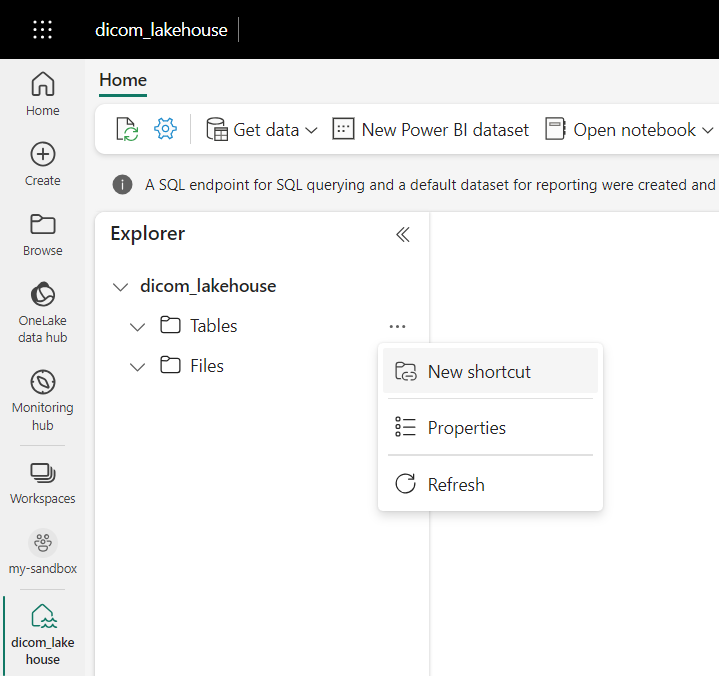 dicom_lakehouse
Home
Home
Get data
New Power BI dataset
Open notebook
Create
A SQL endpoint for SQL querying and a default dataset for reporting were created and
Browse
Explorer
dicom_lakehouse
OneLake
data hub
Tables
...
Files
New shortcut
Monitoring
hub
Properties
Workspaces
Refresh
my-sandbox
dicom_lake
house